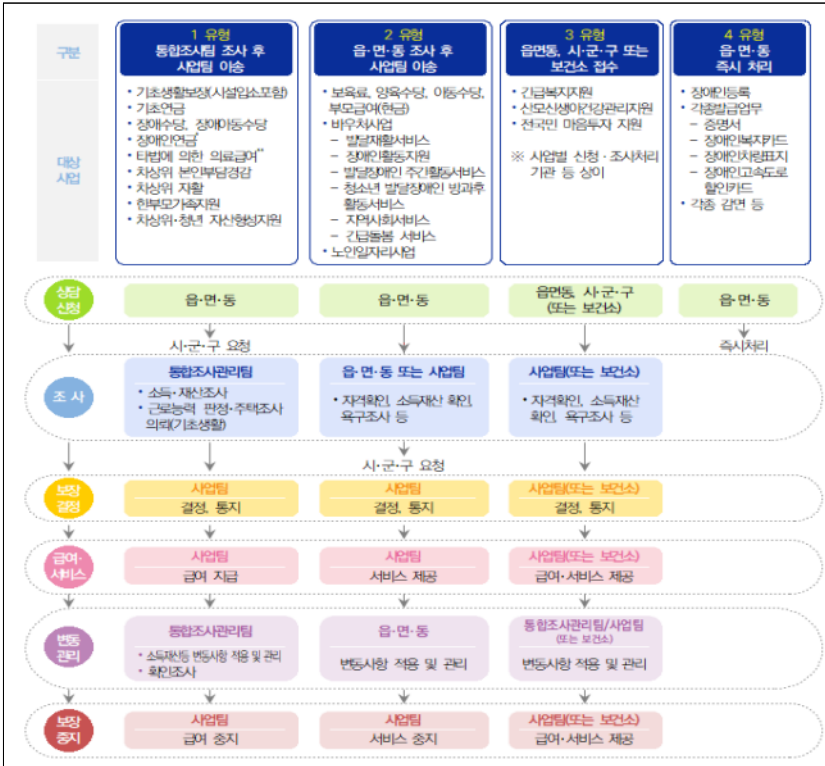 구분
1 유형
통합조사팀 조사 후
사업팀 이송
2 유형
읍·면·동 조사 후
사업팀 이송
3 유형
읍면동, 시·군·구 또는
보건소 접수
4 유형
읍·면·동
즉시 처리
대상
사업
• 기초생활보장(시설입소포함)
• 기초연금
• 장애수당, 장애아동수당
• 장애인연금*
• 타법에 의한 의료급여**
• 차상위 본인부담경감
• 차상위 자활
• 한부모가족지원
• 차상위·청년 자산형성지원
• 보육료, 양육수당, 아동수당,
부모급여(현금)
• 바우처사업
– 발달재활서비스
– 장애인활동지원
– 발달장애인 주간활동서비스
– 청소년 발달장애인 방과후
활동서비스
– 지역사회서비스
– 긴급돌봄 서비스
• 노인일자리사업
• 긴급복지지원
• 산모신생아건강관리지원
• 전국민 마음투자 지원
※ 사업별 신청·조사처리
기관 등 상이
• 장애인등록
• 각종발급업무
– 증명서
– 장애인복지카드
– 장애인차량표지
– 장애인고속도로
할인카드
• 각종 감면 등
상담
신청
읍·면·동
읍·면·동
읍면동, 시·군·구
(또는 보건소)
읍·면·동
시·군·구 요청
즉시처리
조 사
통합조사관리팀
• 소득·재산조사
• 근로능력 판정·주택조사
의뢰(기초생활)
읍·면·동 또는 사업팀
• 자격확인, 소득재산 확인,
욕구조사 등
사업팀(또는 보건소)
• 자격확인, 소득재산
확인, 욕구조사 등
시·군·구 요청
보장
결정
사업팀
결정, 통지
사업팀
결정, 통지
사업팀(또는 보건소)
결정, 통지
급여·
서비스
사업팀
급여 지급
사업팀
서비스 제공
사업팀(또는 보건소)
급여·서비스 제공
변동
관리
통합조사관리팀
• 소득재산등 변동사항 적용 및 관리
• 확인조사
읍·면·동
변동사항 적용 및 관리
통합조사관리팀/사업팀
(또는 보건소)
변동사항 적용 및 관리
보장
중지
사업팀
급여 중지
사업팀
서비스 중지
사업팀(또는 보건소)
급여·서비스 제공